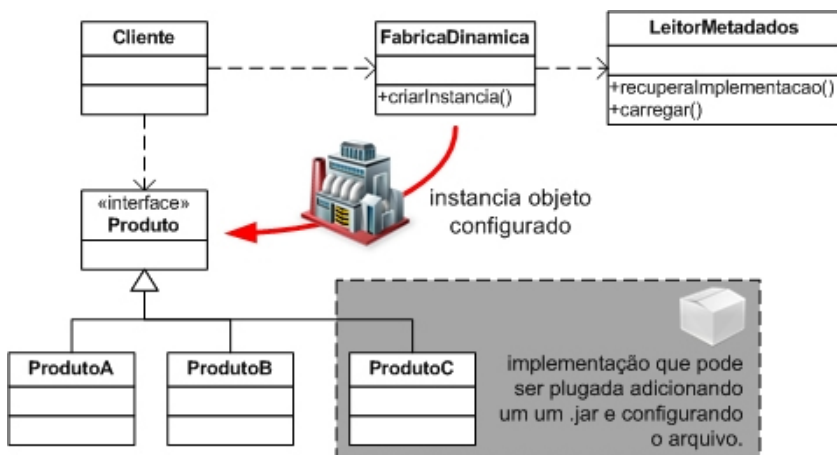 Cliente
FabricaDinamica
+criarInstancia()
LeitorMetadados
+recuperaImplementacao()
+carregar()
«interface»
Produto
instancia objeto
configurado
ProdutoA
ProdutoB
ProdutoC
implementação que pode
ser plugada adicionando
um um .jar e configurando
o arquivo.